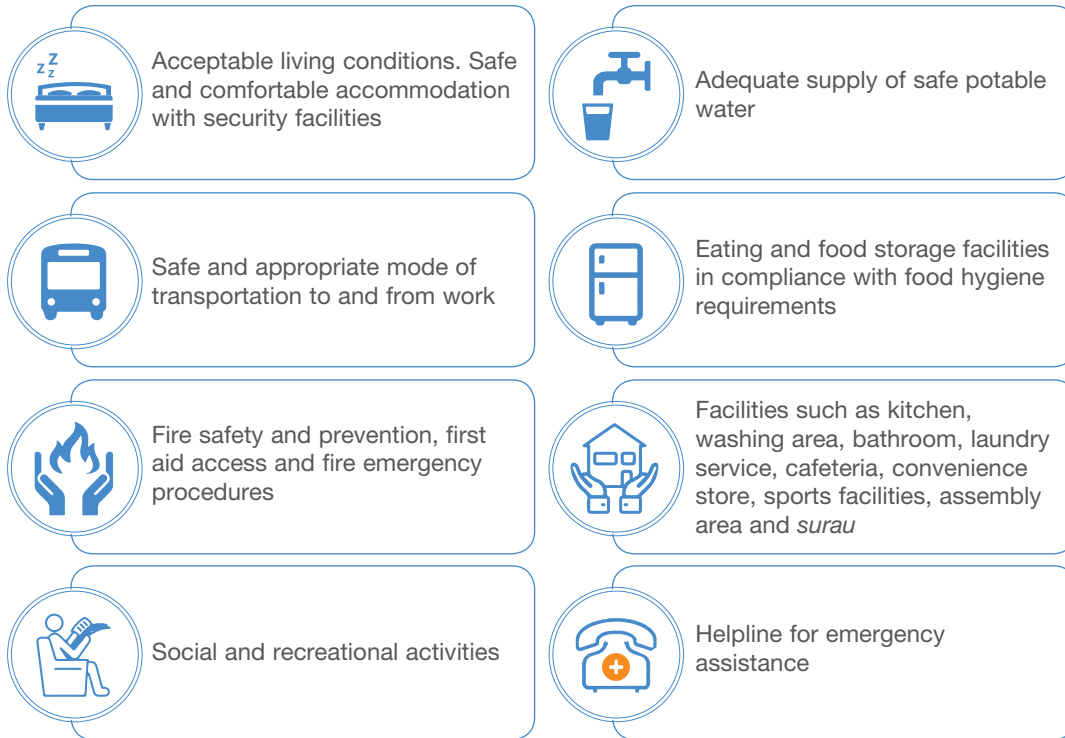 z z z
Acceptable living conditions. Safe
and comfortable accommodation
with security facilities
Adequate supply of safe potable
water
Safe and appropriate mode of
transportation to and from work
Eating and food storage facilities
in compliance with food hygiene
requirements
Fire safety and prevention, first
aid access and fire emergency
procedures
Facilities such as kitchen,
washing area, bathroom, laundry
service, cafeteria, convenience
store, sports facilities, assembly
area and surau
Social and recreational activities
Helpline for emergency
assistance